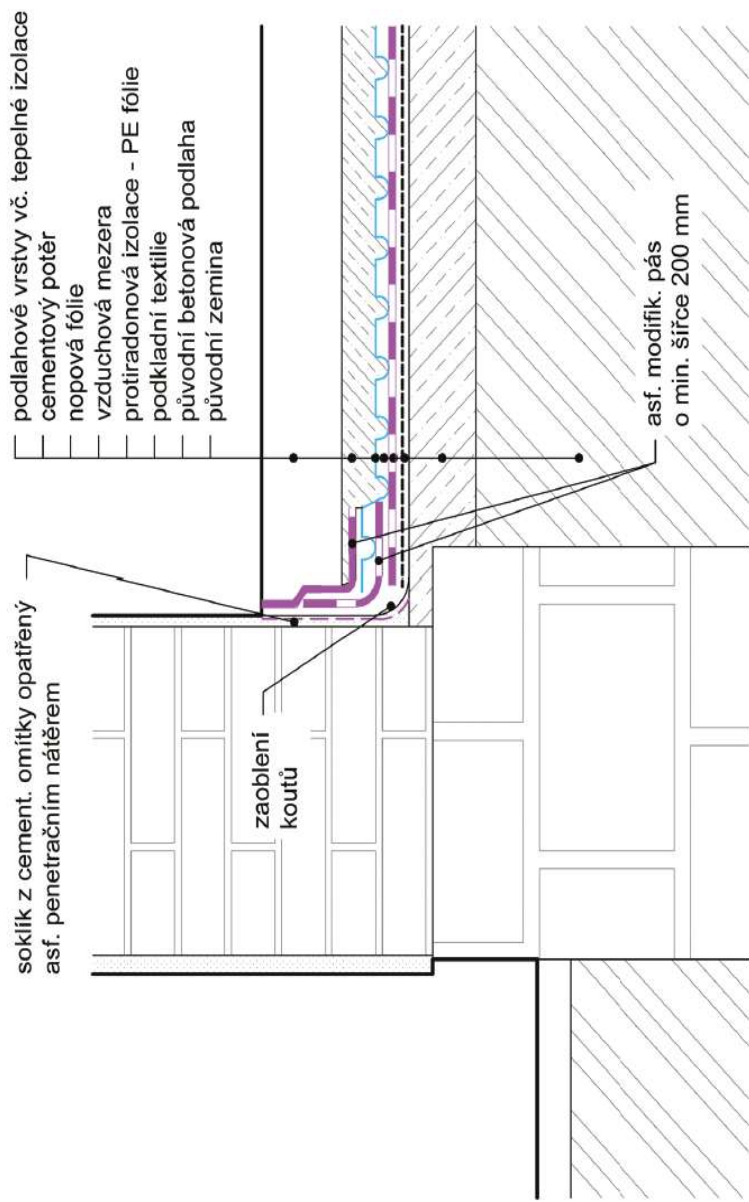 soklík z cement. omítky opatřený
asf. penetračním nátěrem
podlahové vrstvy vč. tepelné izolace
cementový potěr
nopová fólie
vzduchová mezera
protiradonová izolace - PE fólie
podkladní textilie
původní betonová podlaha
původní zemina
zaoblení
koutů
asf. modifik. pás
o min. šířce 200 mm